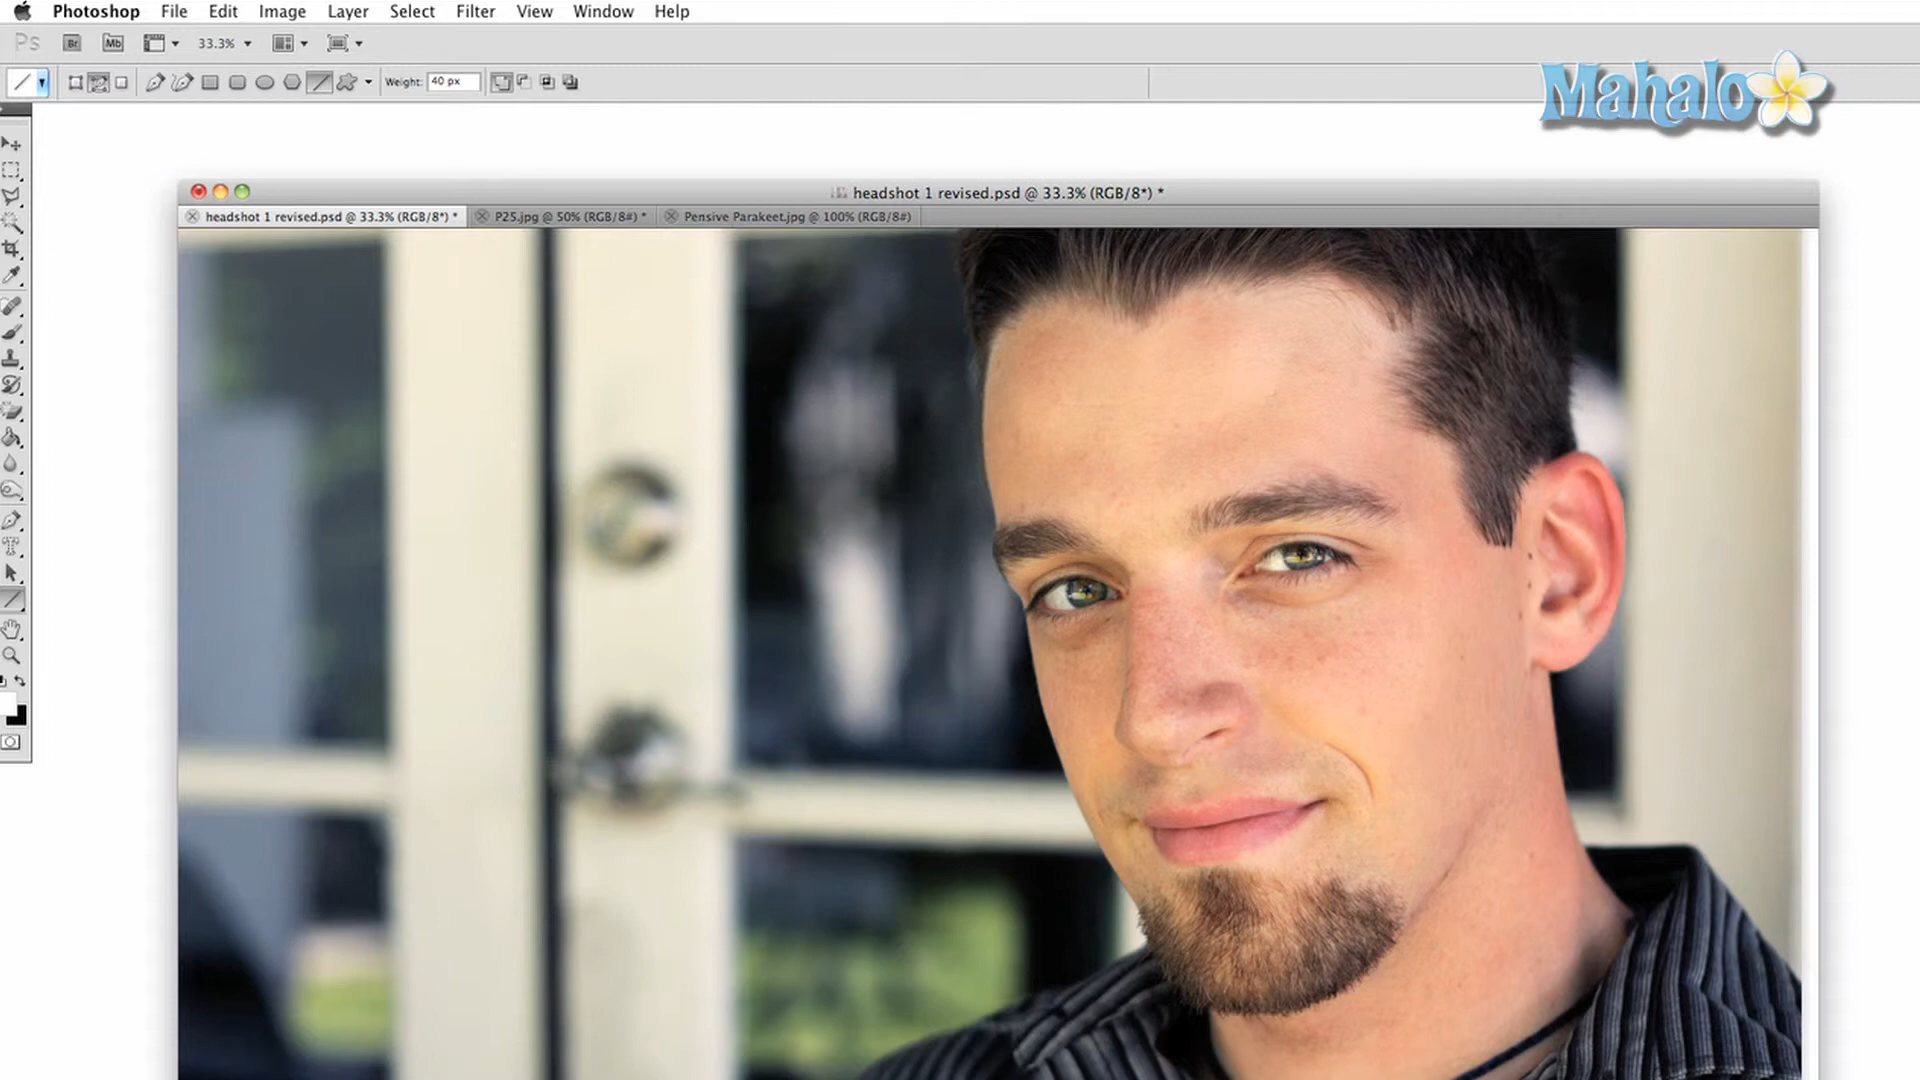 Photoshop File Edit Image Layer Select Filter View Window Help
Ps Br Mb 33.3%
Weight: 40 px
Mahalo
headshot 1 revised.psd @ 33.3% (RGB/8*) *
headshot 1 revised.psd @ 33.3% (RGB/8*) * P25.jpg @ 50% (RGB/8#) * Pensive Parakeet.jpg @ 100% (RGB/8#)